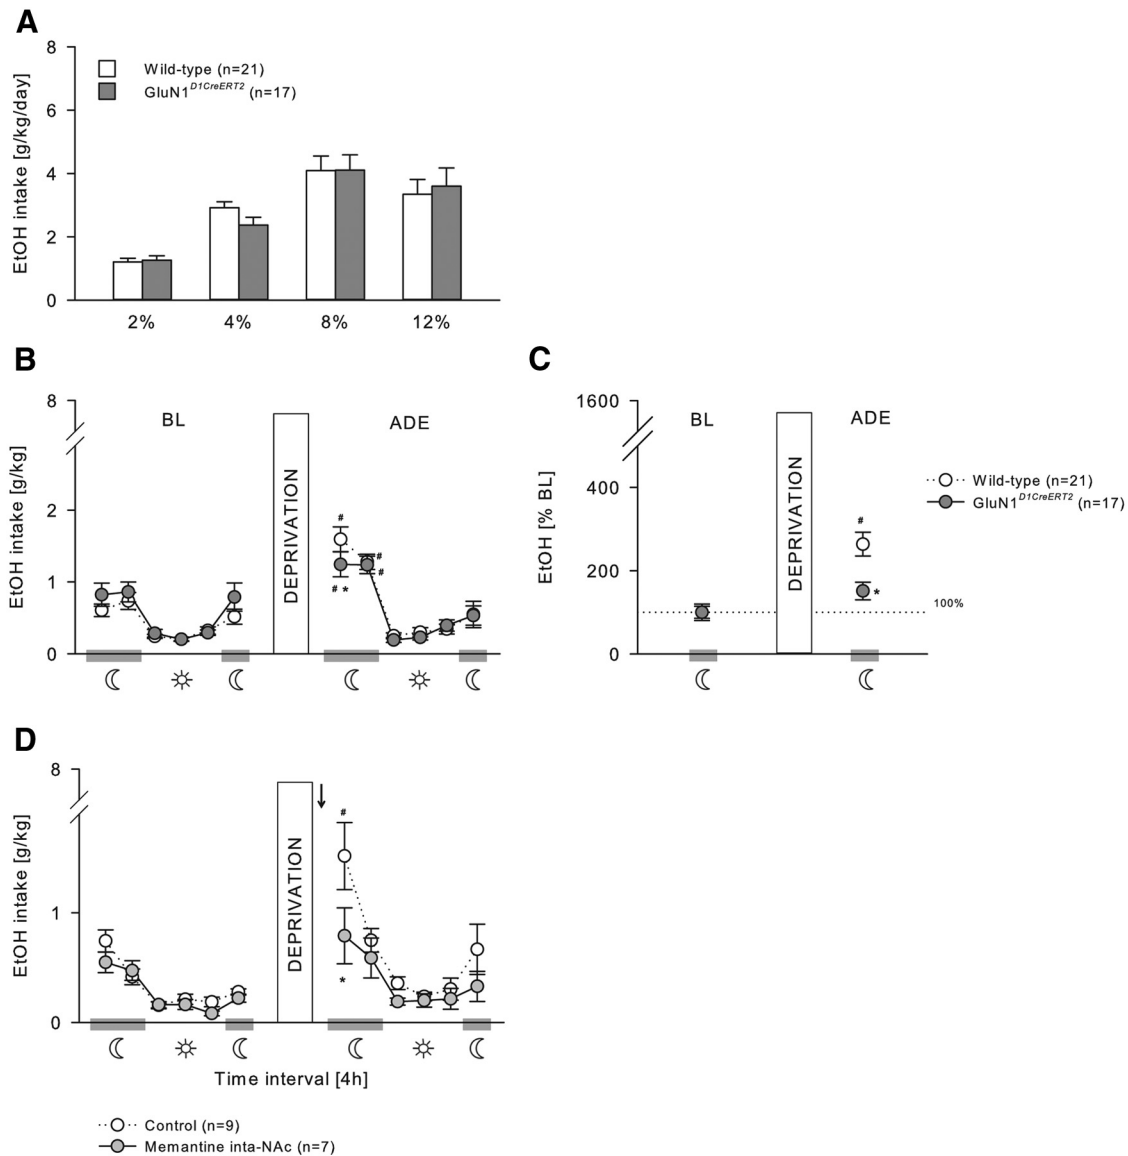 A
8
6
4
2
0
EtOH intake [g/kg/day]
Wild-type (n=21)
GluN1D1CreERT2 (n=17)
2% 4% 8% 12%
B
8
2
1
0
EtOH intake [g/kg]
BL
DEPRIVATION
ADE
#
#
#
# *
C
1600
400
200
0
EtOH [% BL]
BL
DEPRIVATION
ADE
#
*
100%
Wild-type (n=21)
GluN1D1CreERT2 (n=17)
D
8
1
0
EtOH intake [g/kg]
DEPRIVATION
#
*
Time interval [4h]
Control (n=9)
Memantine inta-NAc (n=7)